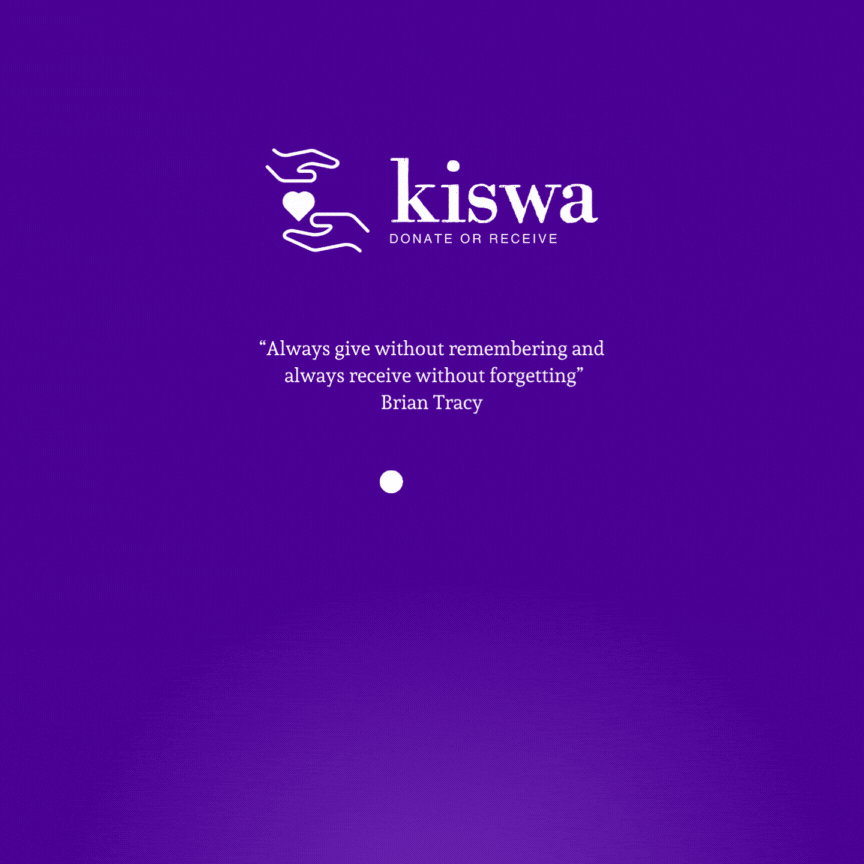 kiswa
DONATE OR RECEIVE
“Always give without remembering and
always receive without forgetting”
Brian Tracy